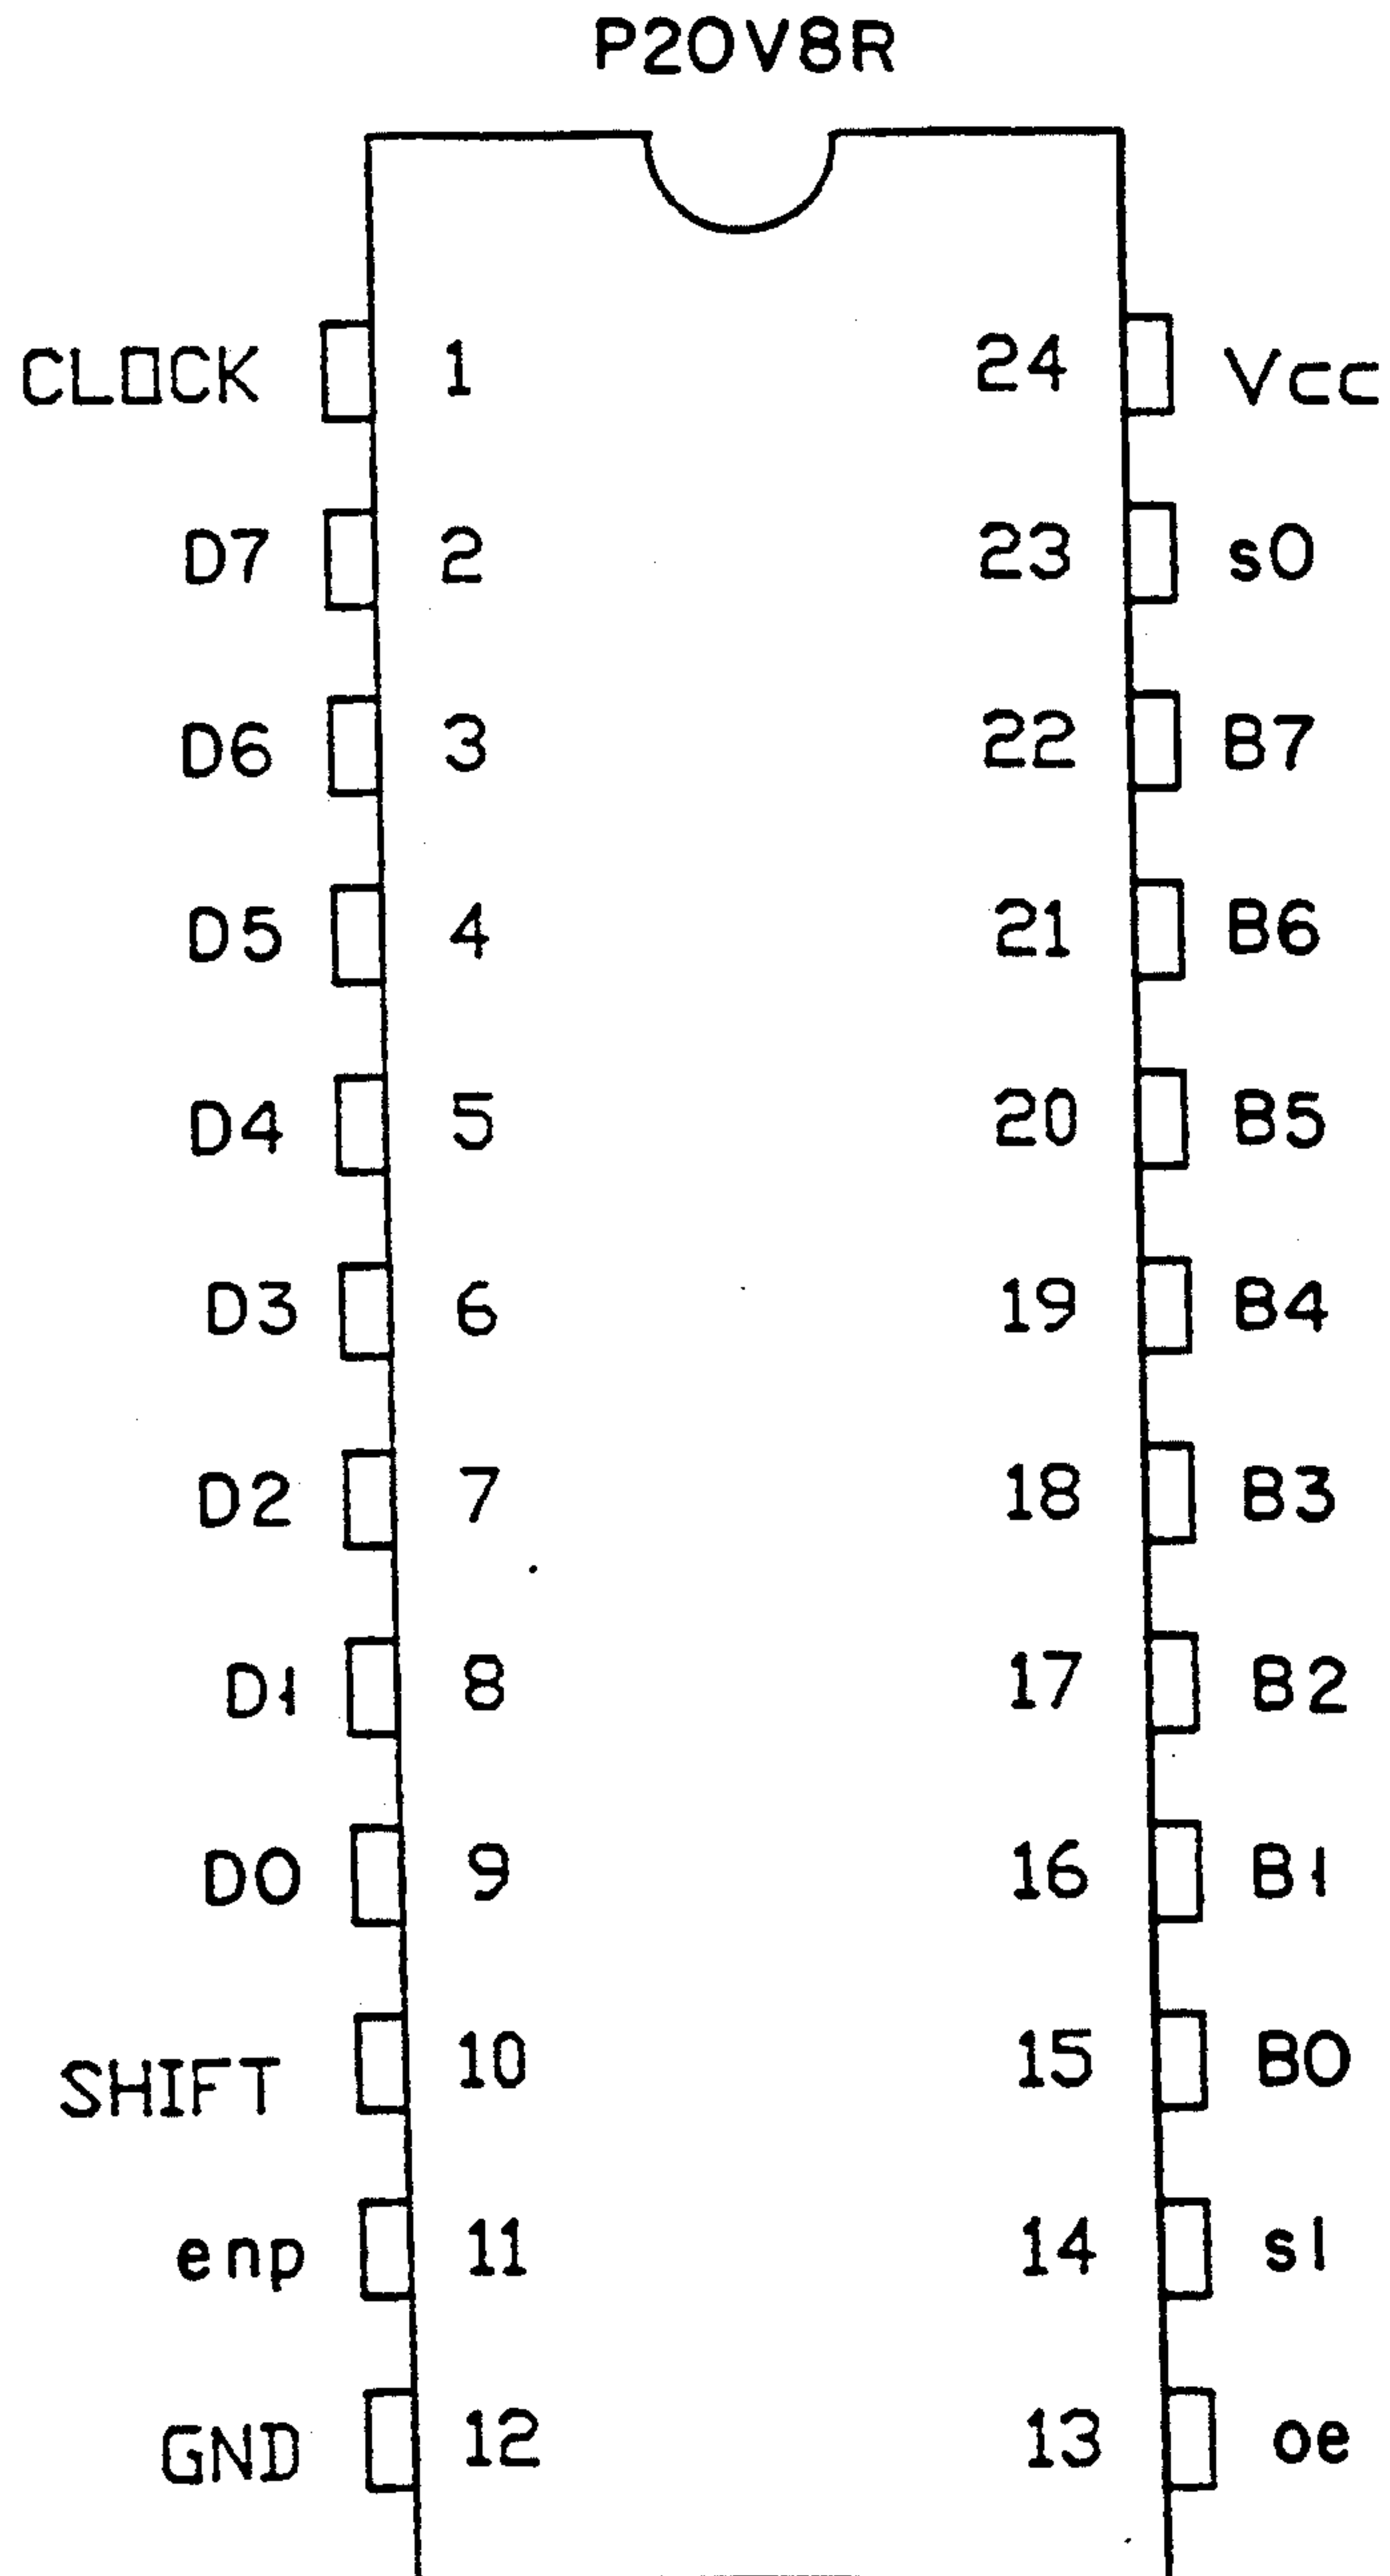 P20V8R
CLOCK 1 24 Vcc
D7 2 23 s0
D6 3 22 B7
D5 4 21 B6
D4 5 20 B5
D3 6 19 B4
D2 7 18 B3
D1 8 17 B2
D0 9 16 B1
SHIFT 10 15 B0
enp 11 14 s1
GND 12 13 oe